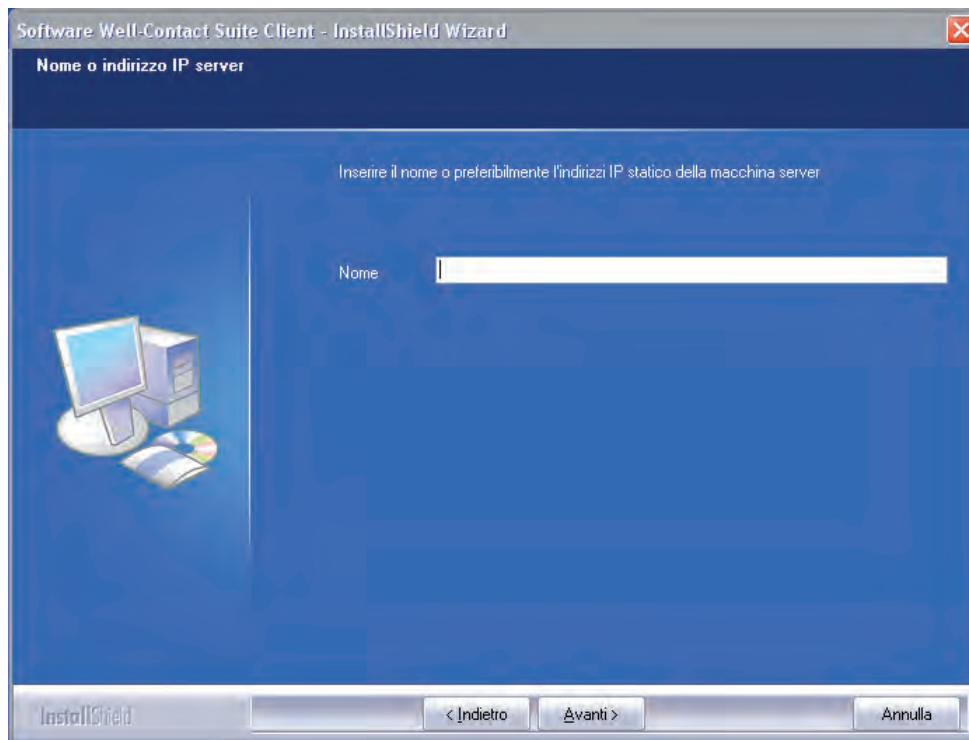 Software Well-Contact Suite Client - InstallShield Wizard
Nome o indirizzo IP server
Inserire il nome o preferibilmente l'indirizzi IP statico della macchina server
Nome
InstallShield
< Indietro
Avanti >
Annulla